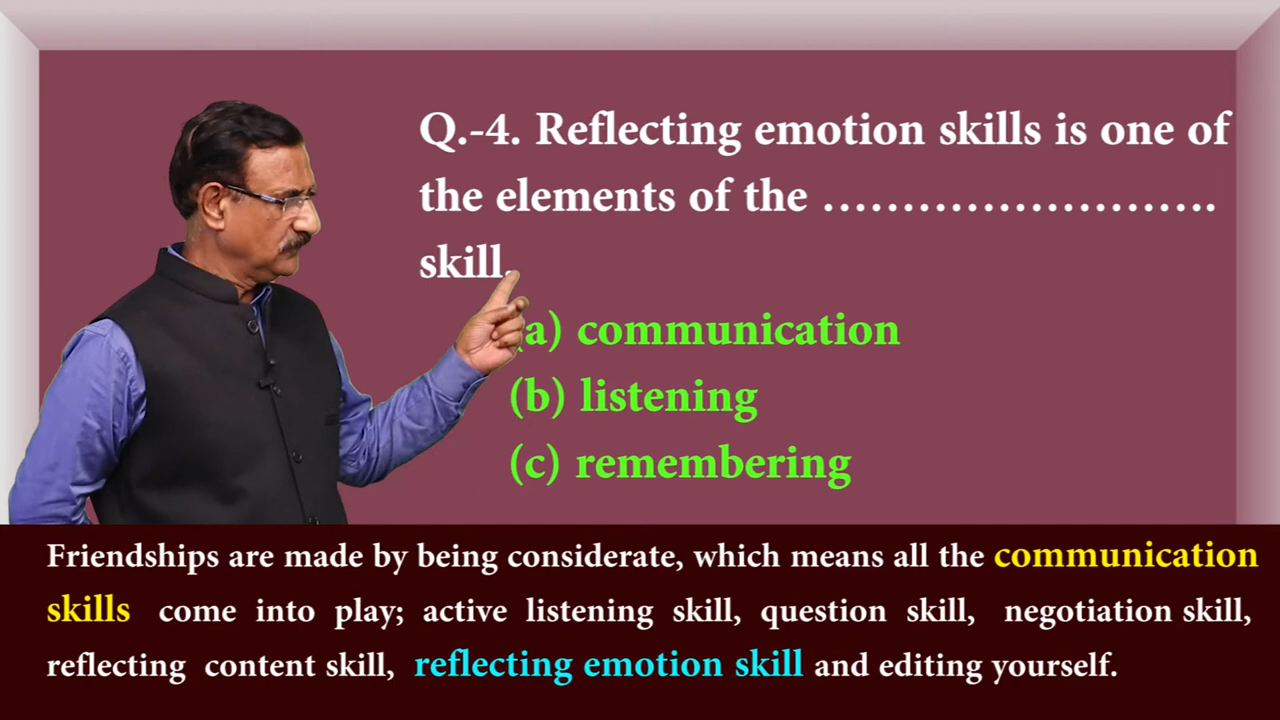 Q.-4. Reflecting emotion skills is one of
the elements of the ……………………….
skill.
(a) communication
(b) listening
(c) remembering
Friendships are made by being considerate, which means all the communication
skills come into play; active listening skill, question skill, negotiation skill,
reflecting content skill, reflecting emotion skill and editing yourself.